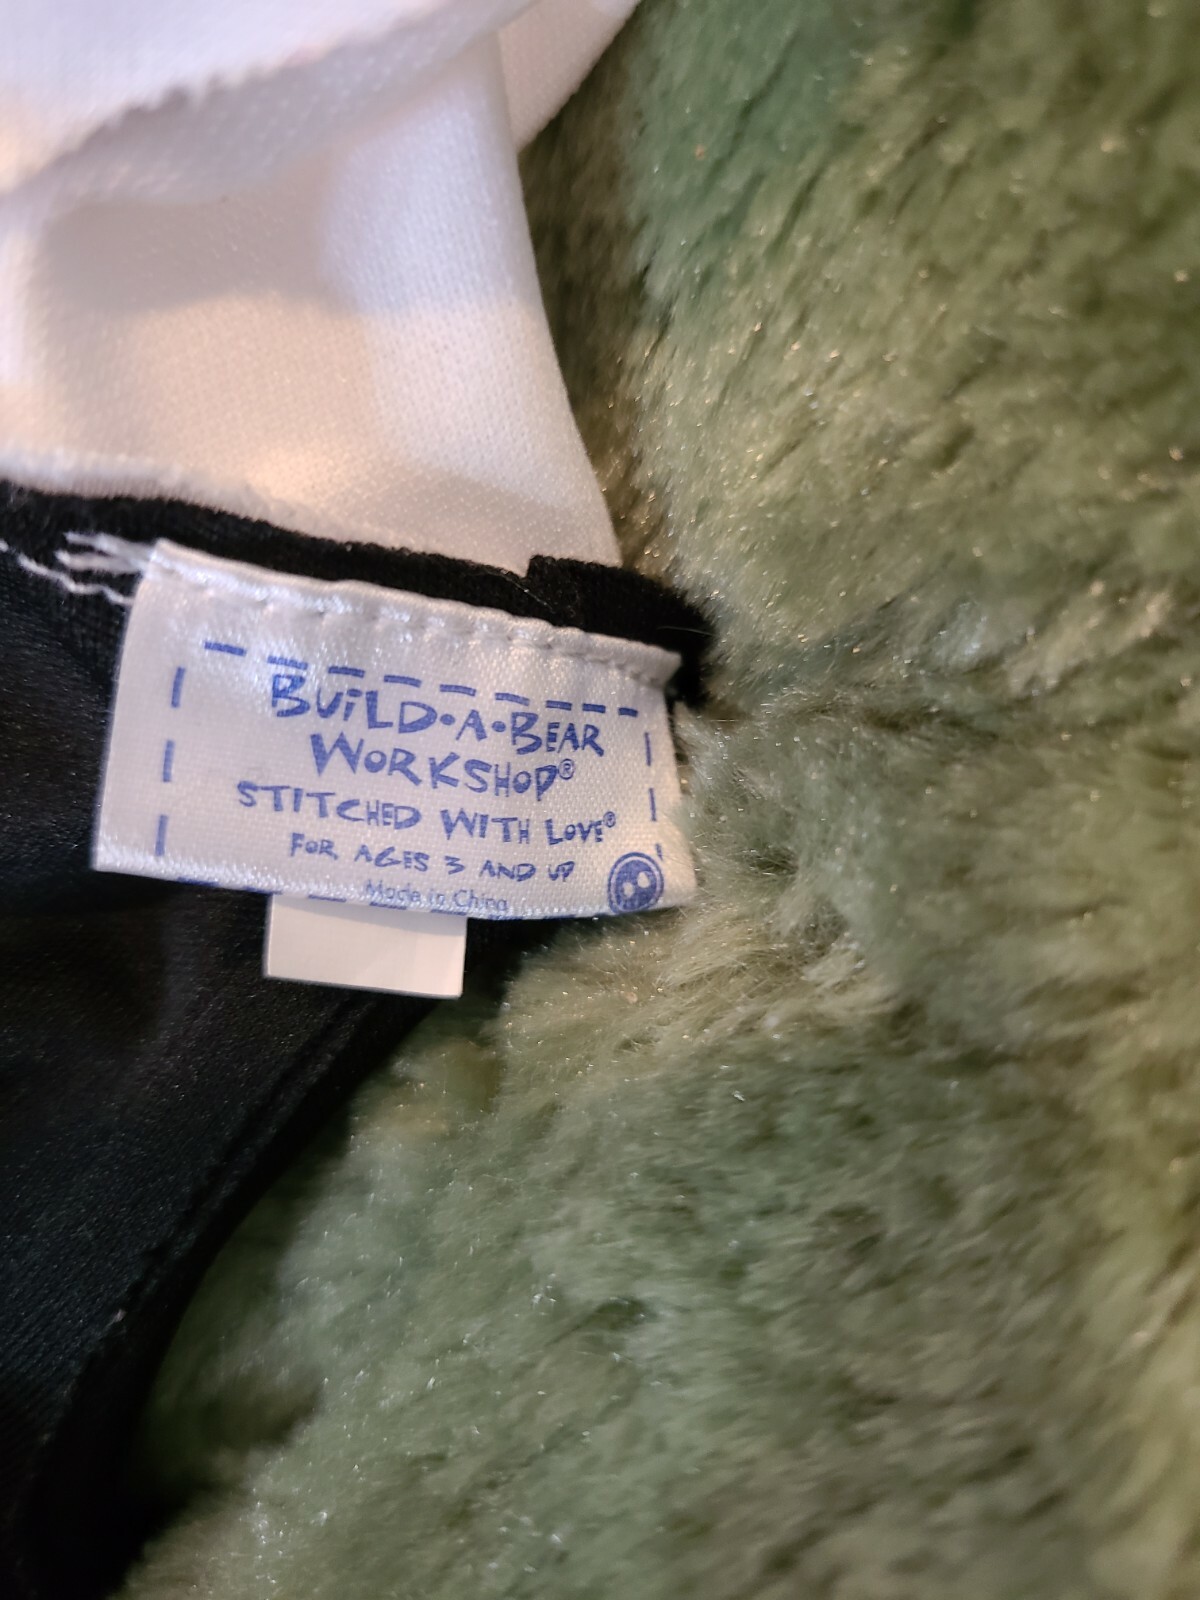 BUiLD•A•BEAR
WORKSHOP®
STITCHED WITH LOVE®
FOR AGES 3 AND UP
Made in China